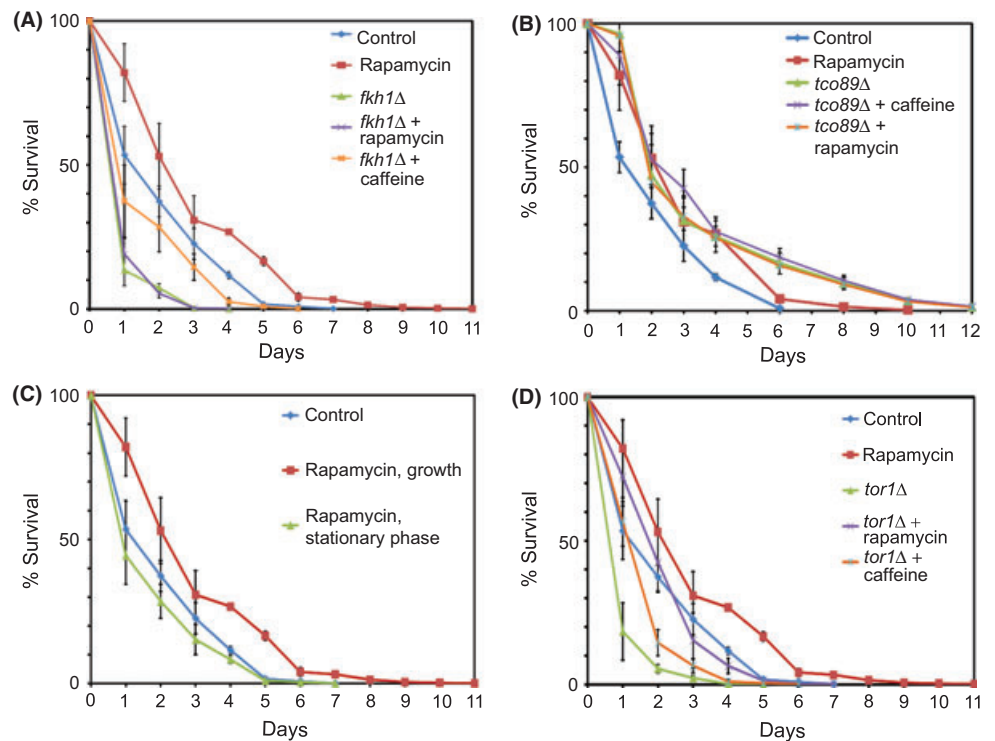 (A)
100
50
0
% Survival
0 1 2 3 4 5 6 7 8 9 10 11
Days
Control
Rapamycin
fkh1Δ
fkh1Δ +
rapamycin
fkh1Δ +
caffeine
(B)
100
50
0
% Survival
0 1 2 3 4 5 6 7 8 9 10 11 12
Days
Control
Rapamycin
tco89Δ
tco89Δ + caffeine
tco89Δ +
rapamycin
(C)
100
50
0
% Survival
0 1 2 3 4 5 6 7 8 9 10 11
Days
Control
Rapamycin, growth
Rapamycin,
stationary phase
(D)
100
50
0
% Survival
0 1 2 3 4 5 6 7 8 9 10 11
Days
Control
Rapamycin
tor1Δ
tor1Δ +
rapamycin
tor1Δ +
caffeine